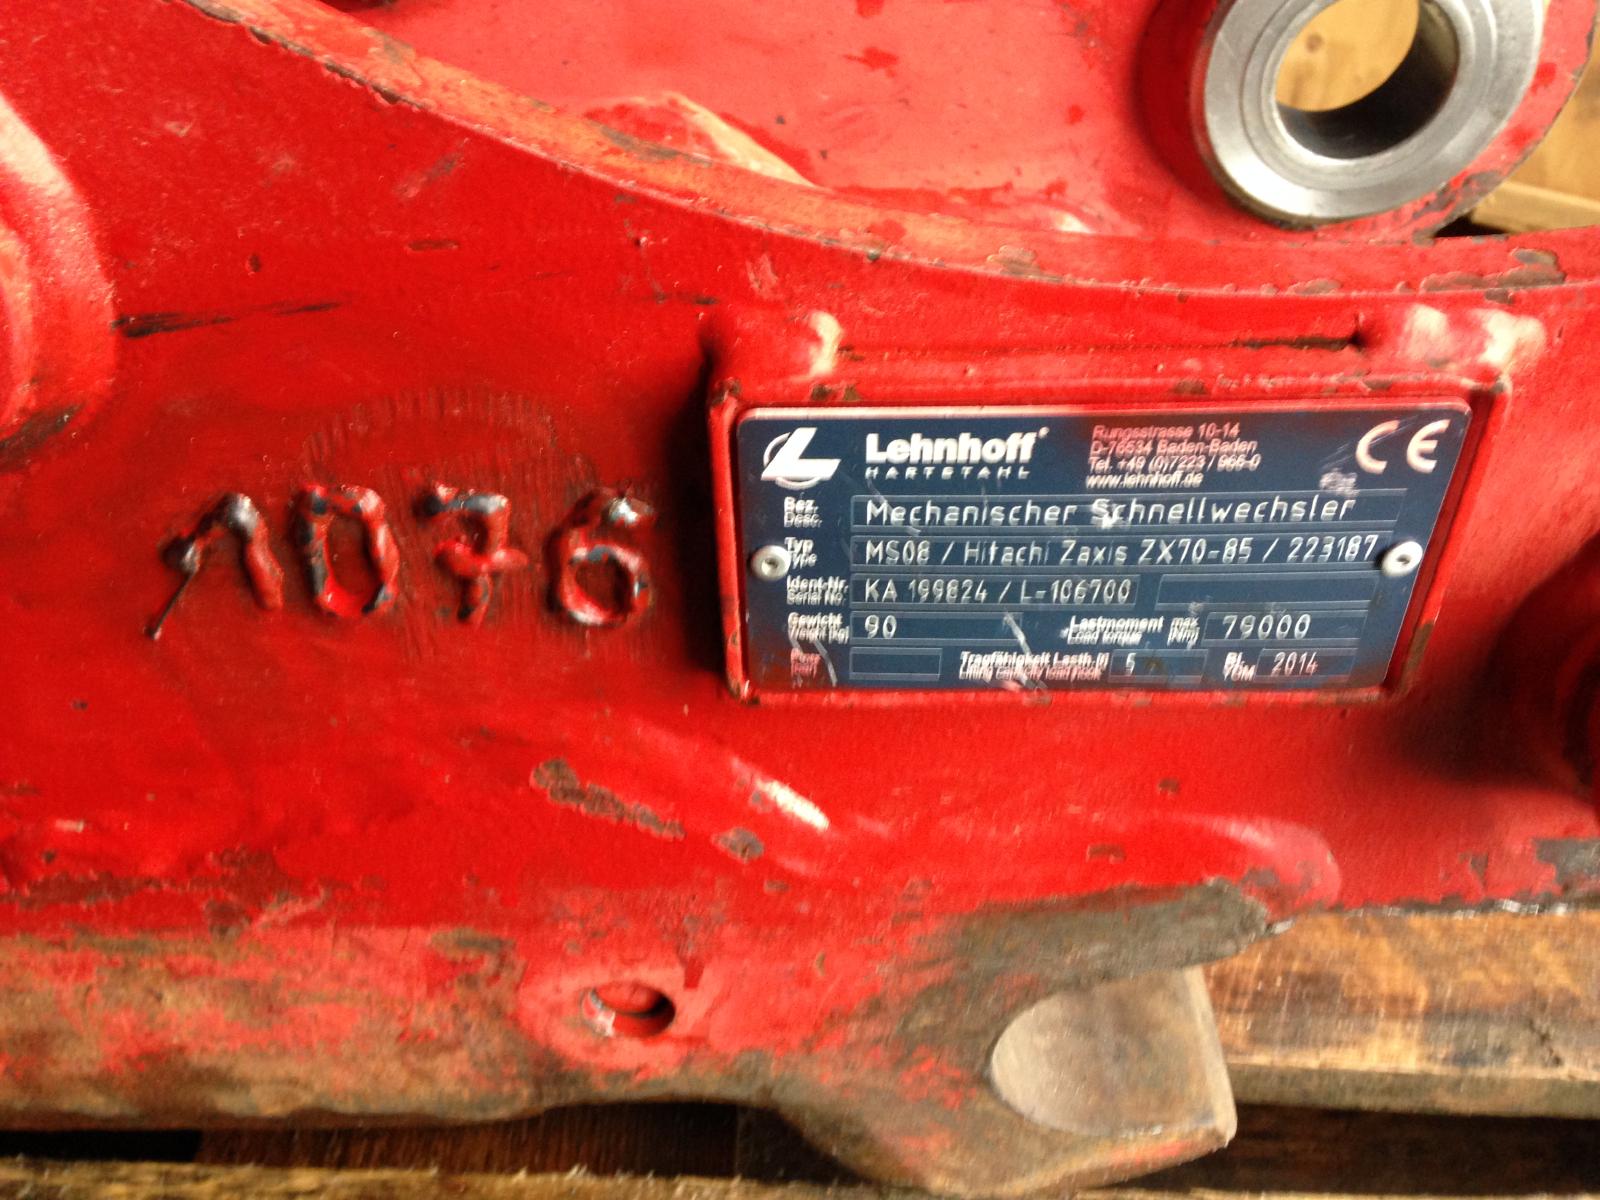 1076
Lehnhoff
HARTSTAHL
Rungsstrasse 10-14
D-76534 Baden-Baden
Tel. +49 (0)7223 / 966-0
www.lehnhoff.de
CE
Bez. Mechanischer Schnellwechsler
Desc.
Typ MS08 / Hitachi Zaxis ZX70-85 / 223187
Type
Ident-Nr. KA 199824 / L-106700
Serial No.
Gewicht 90 Lastmoment max. 79000
Weight [kg] Load torque [Nm]
Tragfähigkeit Lasth. [t] 5 Bj. 2014
Lifting capacity load hook YOM